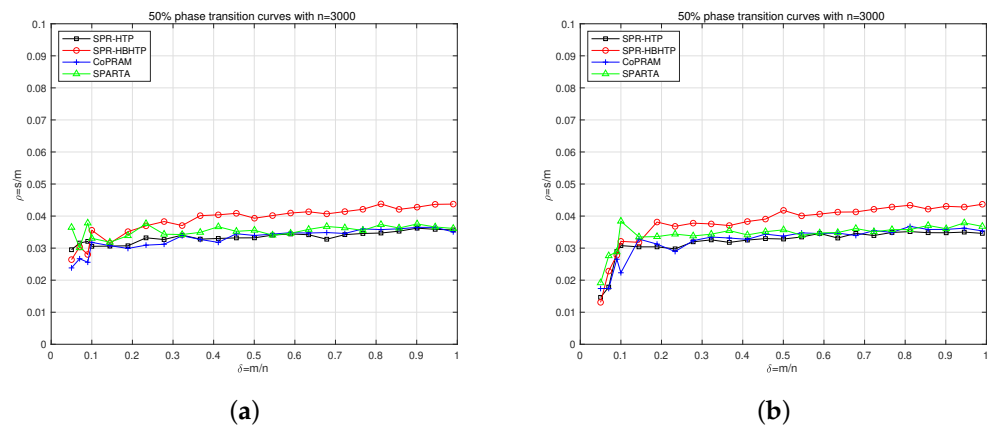 50% phase transition curves with n=3000
0.1
0.09
0.08
0.07
0.06
0.05
0.04
0.03
0.02
0.01
0
ρ=s/m
SPR-HTP
SPR-HBHTP
CoPRAM
SPARTA
0 0.1 0.2 0.3 0.4 0.5 0.6 0.7 0.8 0.9 1
δ=m/n
(a)
50% phase transition curves with n=3000
0.1
0.09
0.08
0.07
0.06
0.05
0.04
0.03
0.02
0.01
0
ρ=s/m
SPR-HTP
SPR-HBHTP
CoPRAM
SPARTA
0 0.1 0.2 0.3 0.4 0.5 0.6 0.7 0.8 0.9 1
δ=m/n
(b)